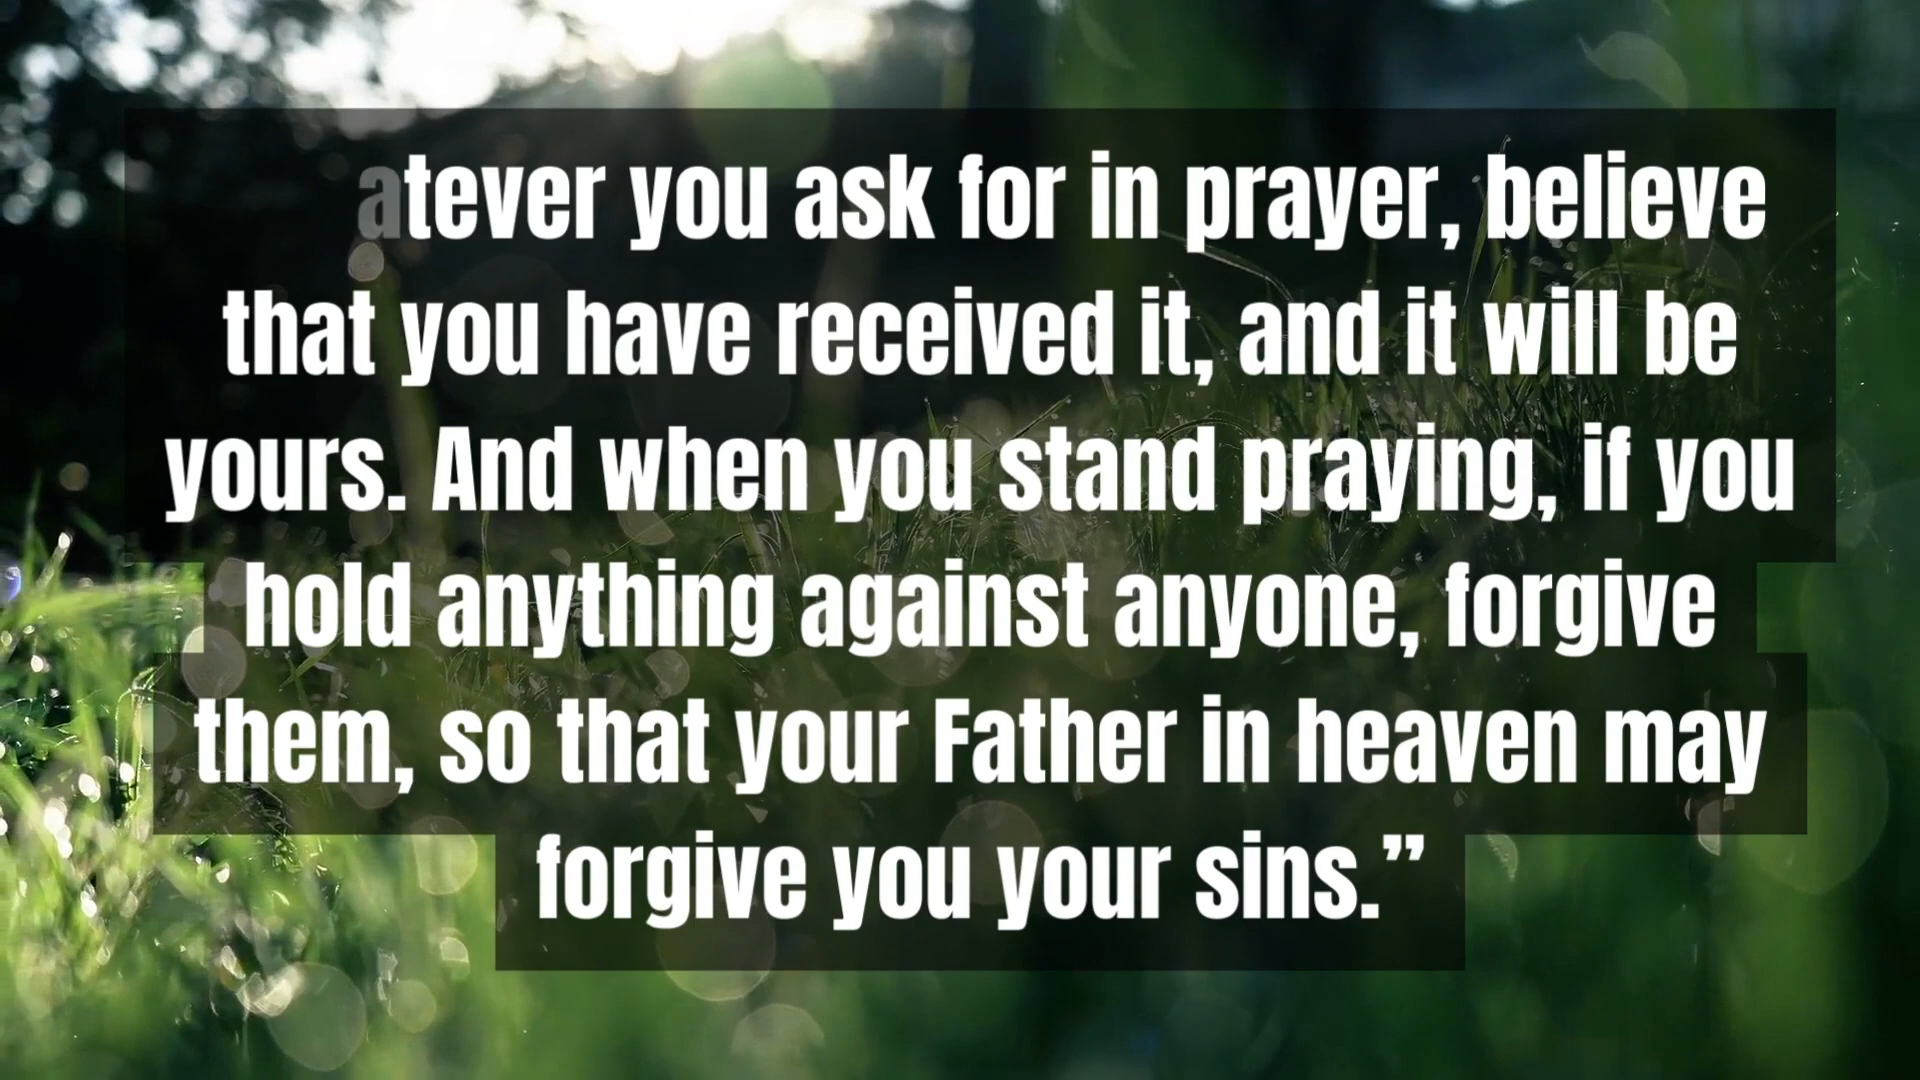 atever you ask for in prayer, believe
that you have received it, and it will be
yours. And when you stand praying, if you
hold anything against anyone, forgive
them, so that your Father in heaven may
forgive you your sins.”